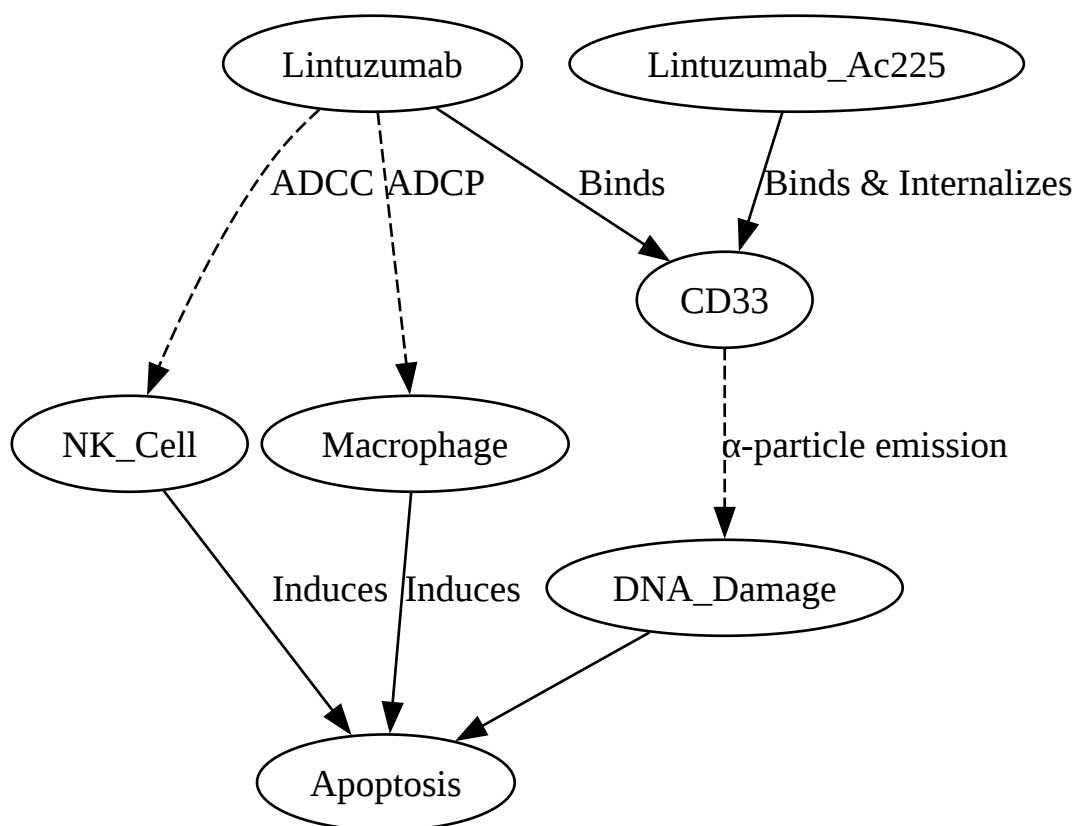 Lintuzumab
Lintuzumab_Ac225
ADCC
ADCP
Binds
Binds & Internalizes
CD33
NK_Cell
Macrophage
α-particle emission
Induces
Induces
DNA_Damage
Apoptosis